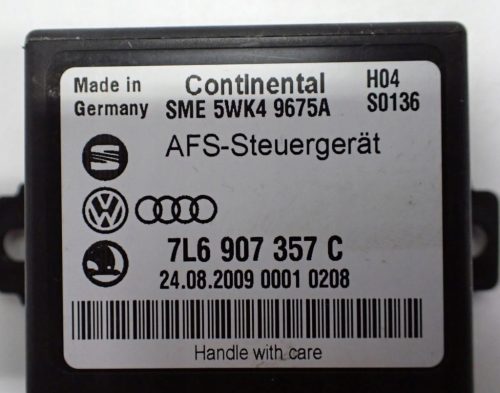 Made in Germany
Continental
SME 5WK4 9675A
H04
S0136
AFS-Steuergerät
7L6 907 357 C
24.08.2009 0001 0208
Handle with care